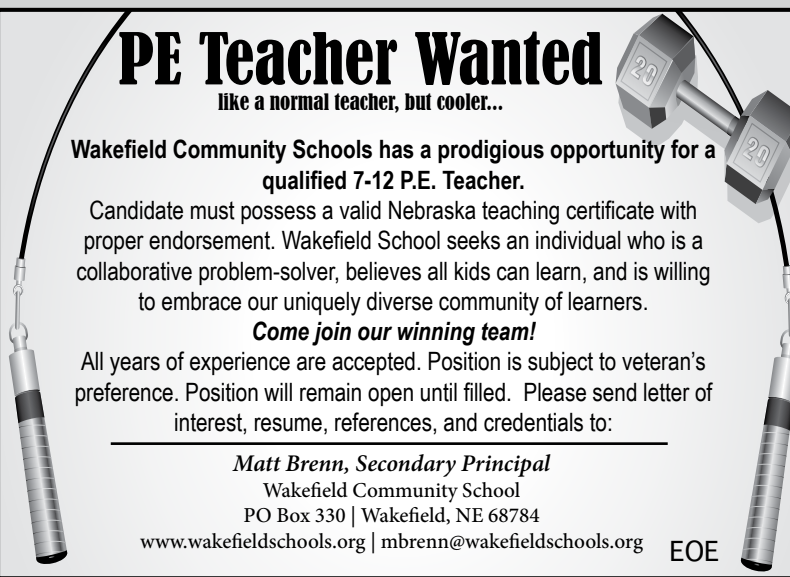 PE Teacher Wanted
like a normal teacher, but cooler...
20
20
Wakefield Community Schools has a prodigious opportunity for a
qualified 7-12 P.E. Teacher.
Candidate must possess a valid Nebraska teaching certificate with
proper endorsement. Wakefield School seeks an individual who is a
collaborative problem-solver, believes all kids can learn, and is willing
to embrace our uniquely diverse community of learners.
Come join our winning team!
All years of experience are accepted. Position is subject to veteran's
preference. Position will remain open until filled.  Please send letter of
interest, resume, references, and credentials to:
Matt Brenn, Secondary Principal
Wakefield Community School
PO Box 330 | Wakefield, NE 68784
www.wakefieldschools.org | mbrenn@wakefieldschools.org
EOE